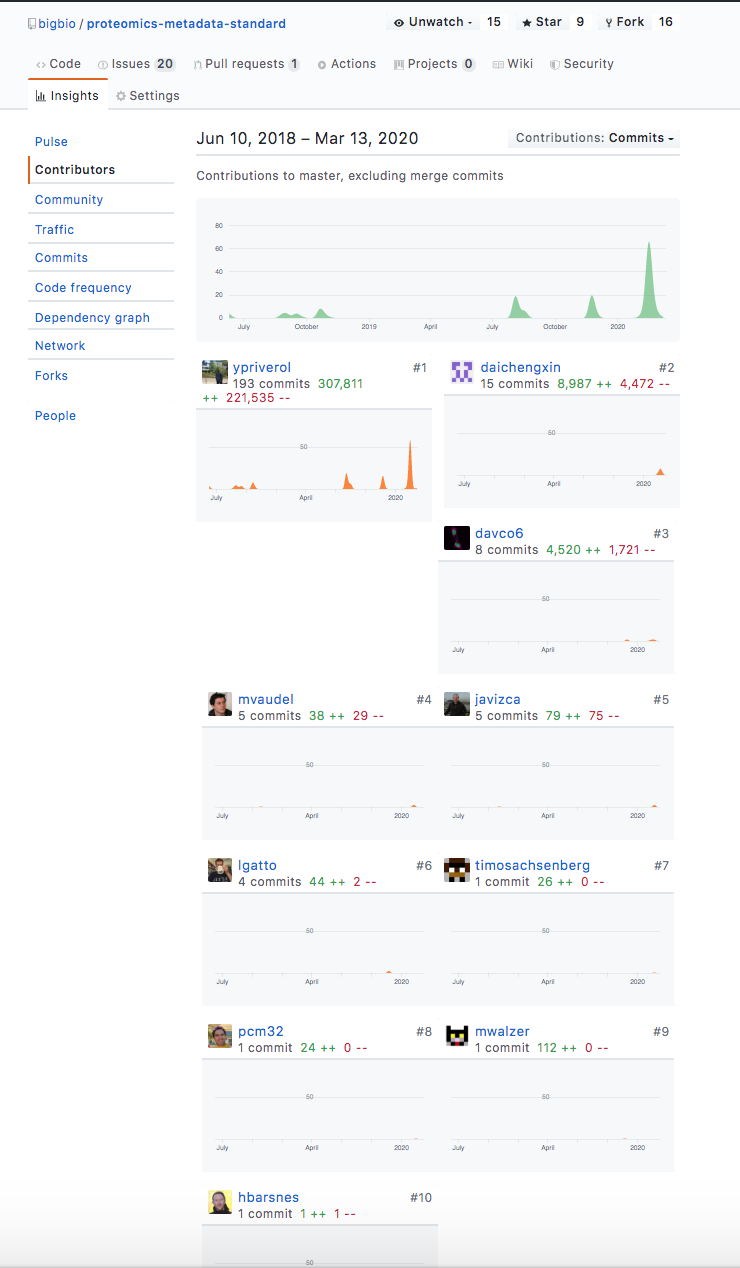 bigbio / proteomics-metadata-standard
Unwatch 15 Star 9 Fork 16
Code Issues 20 Pull requests 1 Actions Projects 0 Wiki Security
Insights Settings
Pulse
Contributors
Community
Traffic
Commits
Code frequency
Dependency graph
Network
Forks
People
Jun 10, 2018 – Mar 13, 2020
Contributions: Commits
Contributions to master, excluding merge commits
80
60
40
20
0
July October 2019 April July October 2020
ypriverol #1
193 commits 307,811
++ 221,535 --
50
July April 2020
daichengxin #2
15 commits 8,987 ++ 4,472 --
50
July April 2020
davco6 #3
8 commits 4,520 ++ 1,721 --
50
July April 2020
mvaudel #4
5 commits 38 ++ 29 --
50
July April 2020
javizca #5
5 commits 79 ++ 75 --
50
July April 2020
lgatto #6
4 commits 44 ++ 2 --
50
July April 2020
timosachsenberg #7
1 commit 26 ++ 0 --
50
July April 2020
pcm32 #8
1 commit 24 ++ 0 --
50
July April 2020
mwalzer #9
1 commit 112 ++ 0 --
50
July April 2020
hbarsnes #10
1 commit 1 ++ 1 --
50